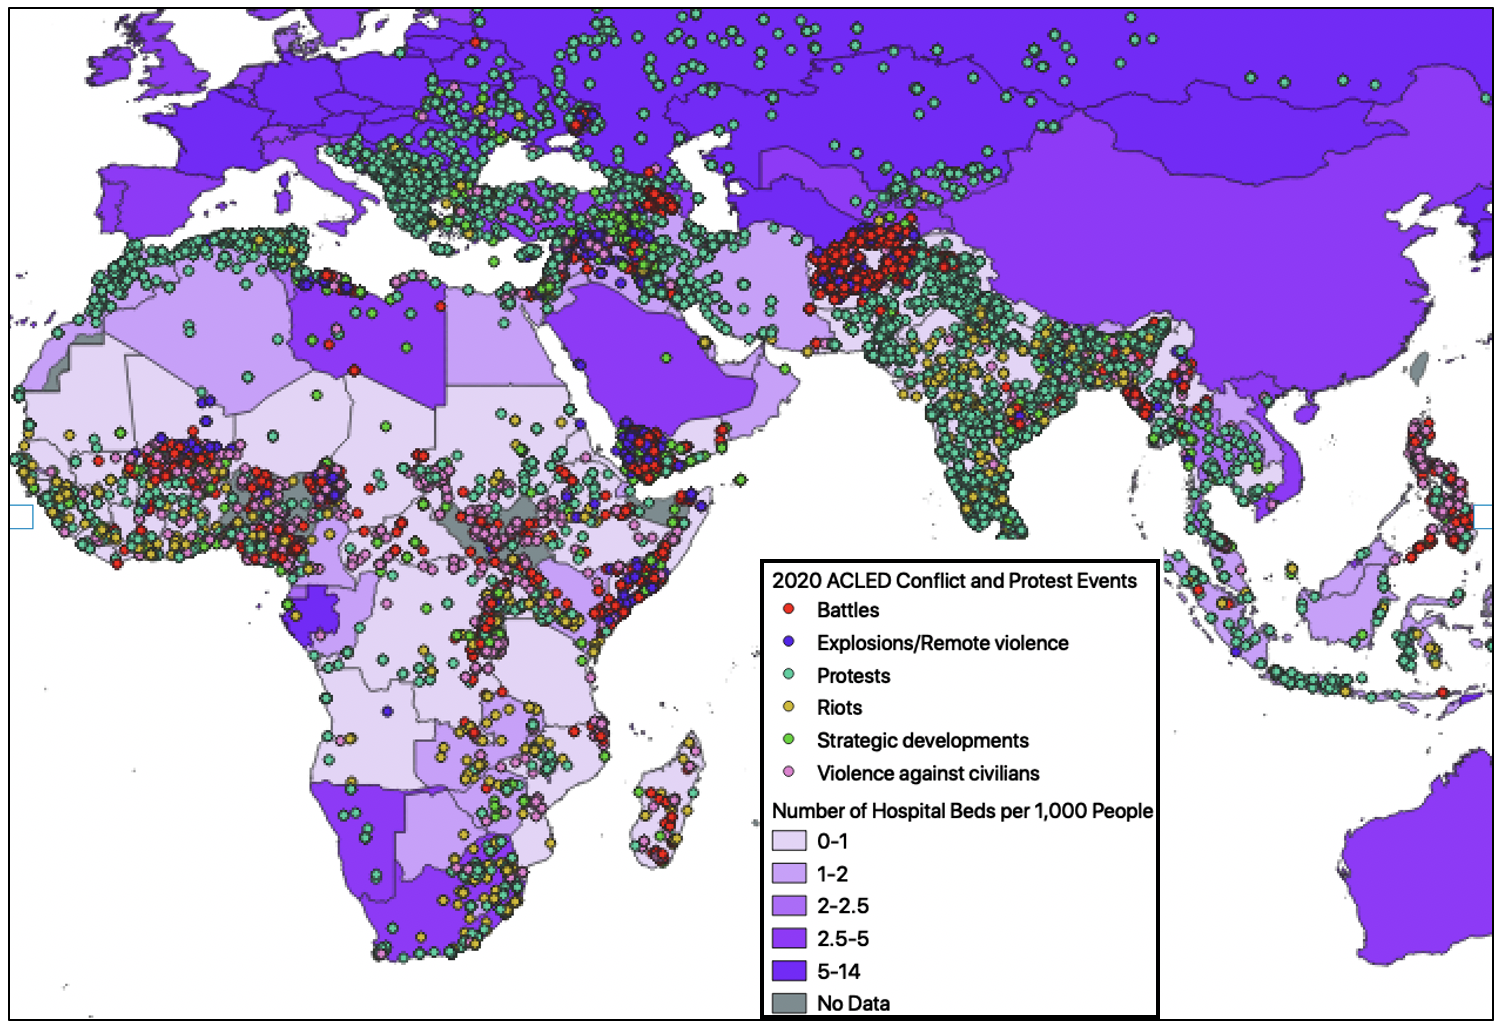 2020 ACLED Conflict and Protest Events
Battles
Explosions/Remote violence
Protests
Riots
Strategic developments
Violence against civilians
Number of Hospital Beds per 1,000 People
0-1
1-2
2-2.5
2.5-5
5-14
No Data